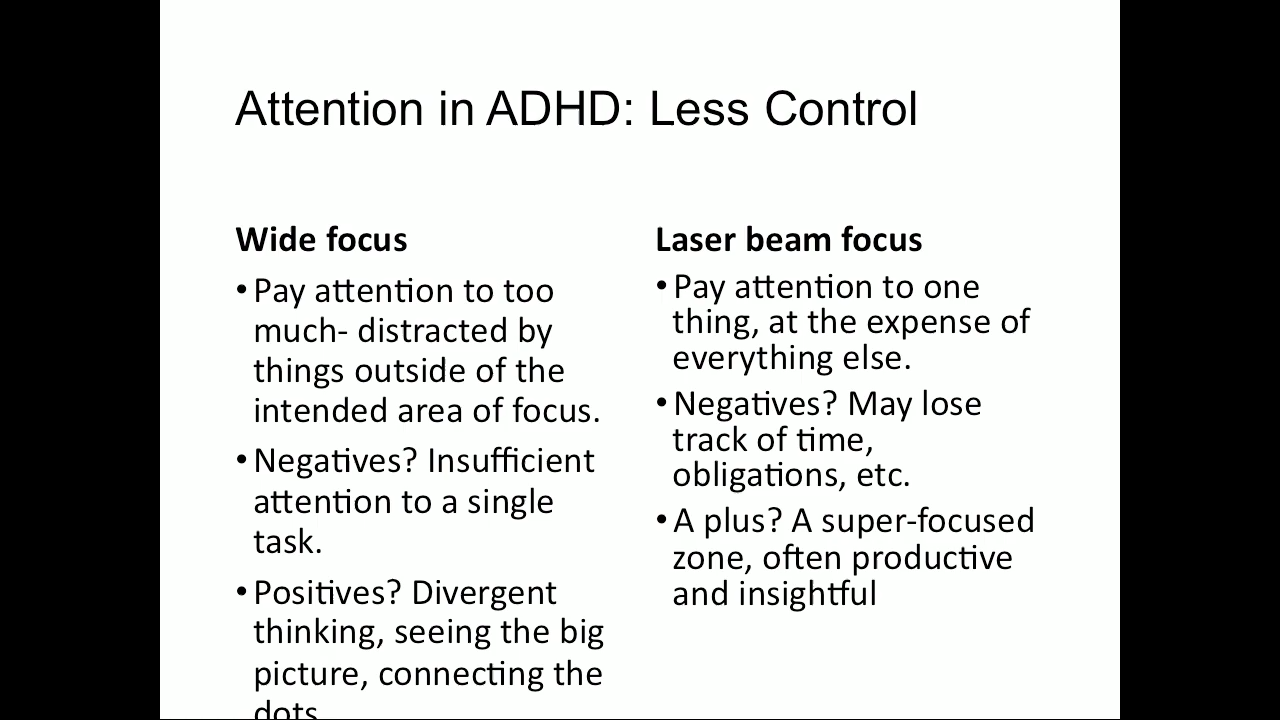 Attention in ADHD: Less Control
Wide focus
• Pay attention to too
much- distracted by
things outside of the
intended area of focus.
• Negatives? Insufficient
attention to a single
task.
• Positives? Divergent
thinking, seeing the big
picture, connecting the
dots
Laser beam focus
• Pay attention to one
thing, at the expense of
everything else.
• Negatives? May lose
track of time,
obligations, etc.
• A plus? A super-focused
zone, often productive
and insightful